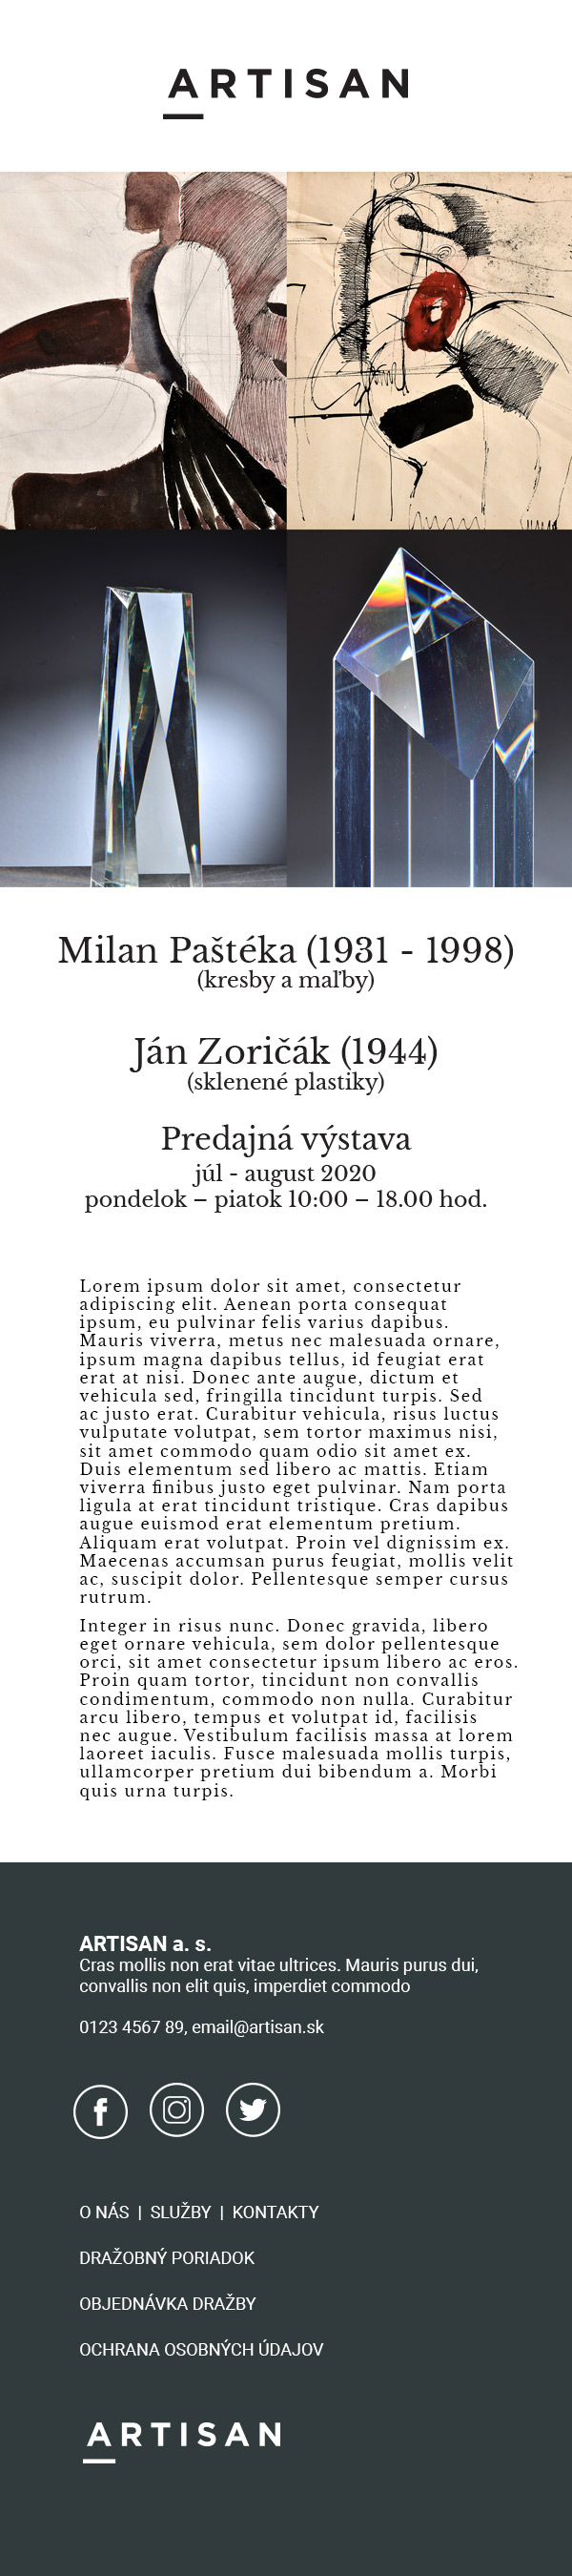 ARTISAN
Milan Paštéka (1931 - 1998)
(kresby a maľby)
Ján Zoričák (1944)
(sklenené plastiky)
Predajná výstava
júl - august 2020
pondelok – piatok 10:00 – 18.00 hod.
Lorem ipsum dolor sit amet, consectetur
adipiscing elit. Aenean porta consequat
ipsum, eu pulvinar felis varius dapibus.
Mauris viverra, metus nec malesuada ornare,
ipsum magna dapibus tellus, id feugiat erat
erat at nisi. Donec ante augue, dictum et
vehicula sed, fringilla tincidunt turpis. Sed
ac justo erat. Curabitur vehicula, risus luctus
vulputate volutpat, sem tortor maximus nisi,
sit amet commodo quam odio sit amet ex.
Duis elementum sed libero ac mattis. Etiam
viverra finibus justo eget pulvinar. Nam porta
ligula at erat tincidunt tristique. Cras dapibus
augue euismod erat elementum pretium.
Aliquam erat volutpat. Proin vel dignissim ex.
Maecenas accumsan purus feugiat, mollis velit
ac, suscipit dolor. Pellentesque semper cursus
rutrum.
Integer in risus nunc. Donec gravida, libero
eget ornare vehicula, sem dolor pellentesque
orci, sit amet consectetur ipsum libero ac eros.
Proin quam tortor, tincidunt non convallis
condimentum, commodo non nulla. Curabitur
arcu libero, tempus et volutpat id, facilisis
nec augue. Vestibulum facilisis massa at lorem
laoreet iaculis. Fusce malesuada mollis turpis,
ullamcorper pretium dui bibendum a. Morbi
quis urna turpis.
ARTISAN a. s.
Cras mollis non erat vitae ultrices. Mauris purus dui,
convallis non elit quis, imperdiet commodo
0123 4567 89, email@artisan.sk
O NÁS | SLUŽBY | KONTAKTY
DRAŽOBNÝ PORIADOK
OBJEDNÁVKA DRAŽBY
OCHRANA OSOBNÝCH ÚDAJOV
ARTISAN